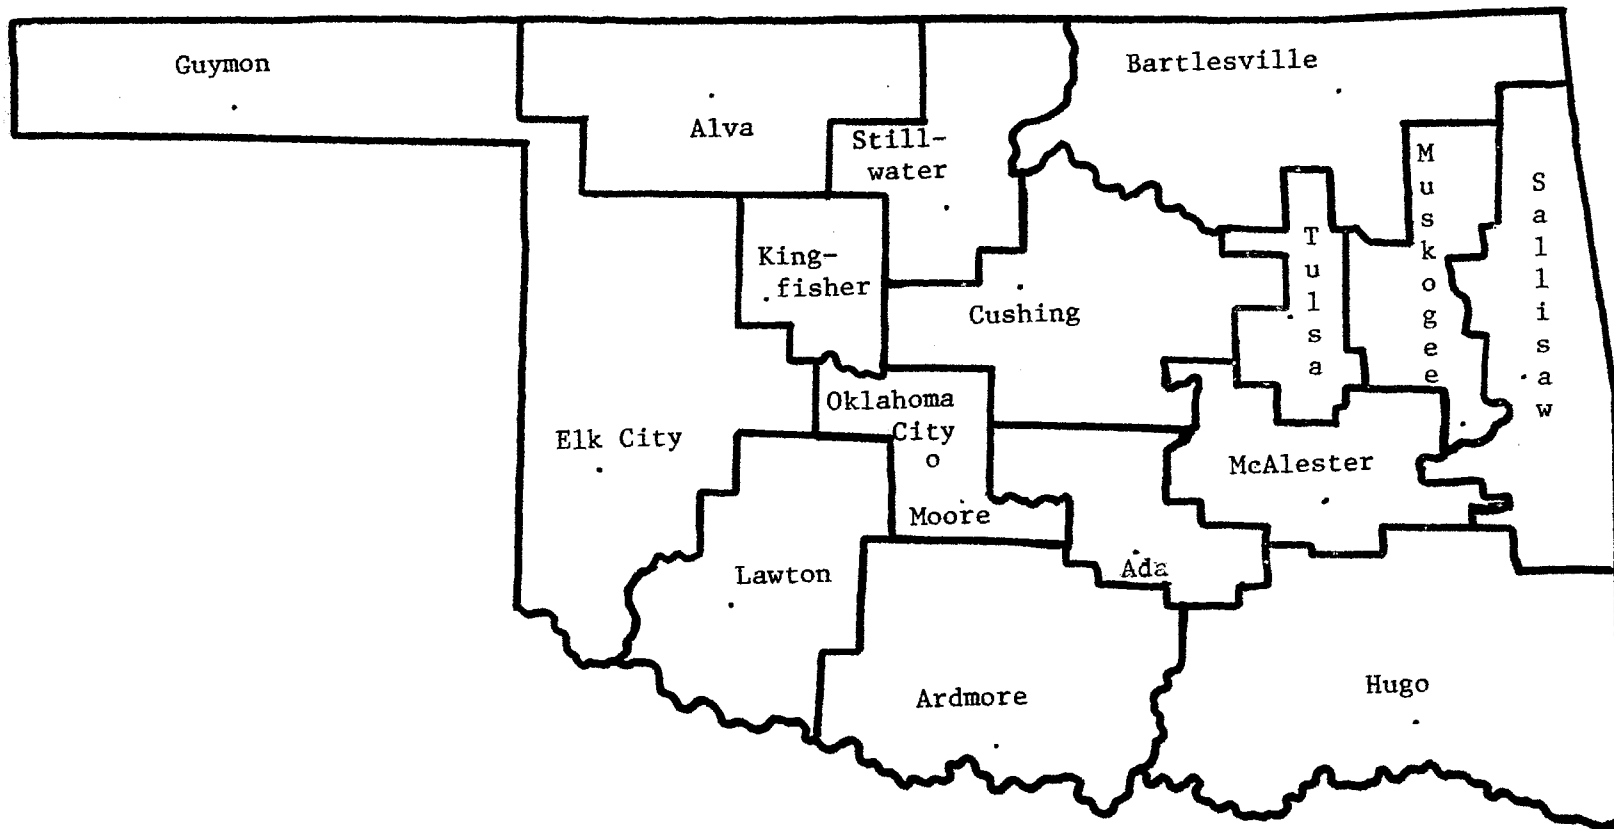 Guymon
Alva
Bartlesville
Still-
water
Muskogee
Sallisaw
Tulsa
King-
fisher
Cushing
Oklahoma
City
Elk City
McAlester
Moore
Lawton
Ada
Ardmore
Hugo